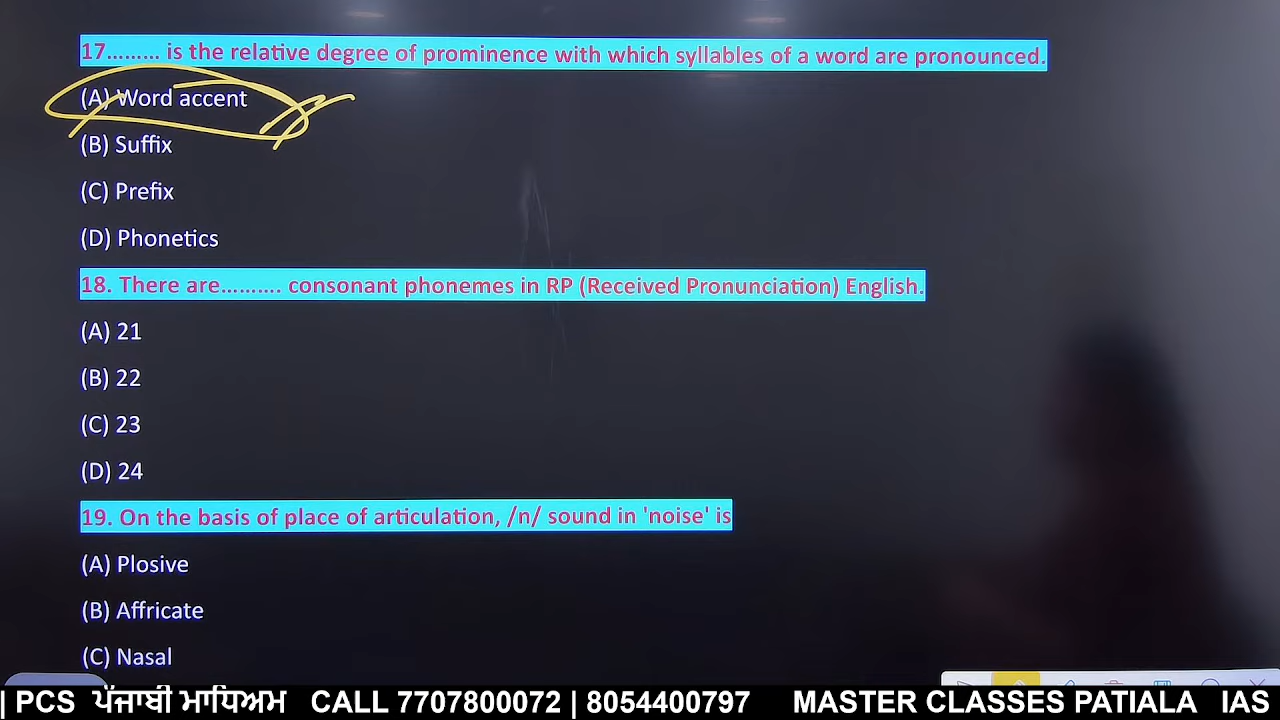 17......... is the relative degree of prominence with which syllables of a word are pronounced.
(A) Word accent
(B) Suffix
(C) Prefix
(D) Phonetics
18. There are.......... consonant phonemes in RP (Received Pronunciation) English.
(A) 21
(B) 22
(C) 23
(D) 24
19. On the basis of place of articulation, /n/ sound in 'noise' is
(A) Plosive
(B) Affricate
(C) Nasal
| PCS ਪੰਜਾਬੀ ਮਾਧਿਅਮ CALL 7707800072 | 8054400797 MASTER CLASSES PATIALA IAS